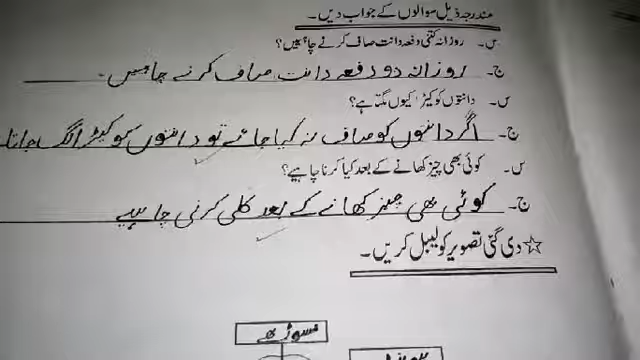 مندرجہ ذیل سوالوں کے جواب دیں۔
س۔ روزانہ کتنی دفعہ دانت صاف کرنے چاہئیں؟
ج۔ روزانہ دو دفعہ دانت صاف کرنے چاہئیں۔
س۔ دانتوں کو کیڑا کیوں لگتا ہے؟
ج۔ اگر دانتوں کو صاف نہ کیا جائے تو دانتوں کو کیڑا لگ جاتا
س۔ کوئی بھی چیز کھانے کے بعد کیا کرنا چاہیے؟
ج۔ کوئی بھی چیز کھانے کے بعد کلی کرنی چاہیے
☆ دی گئی تصویر کو لیبل کریں۔
مسوڑھے